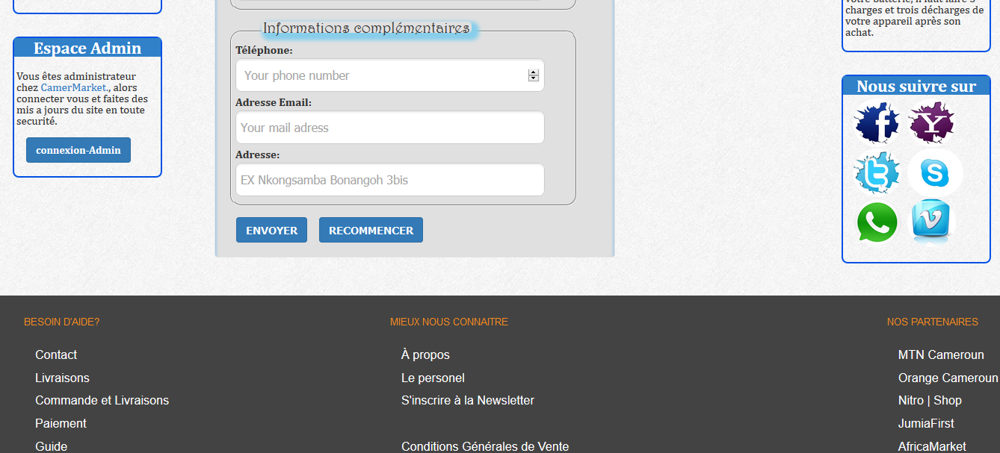 Espace Admin
Vous êtes administrateur
chez CamerMarket., alors
connecter vous et faites des
mis a jours du site en toute
securité.
connexion-Admin
Informations complémentaires
Téléphone:
Your phone number
Adresse Email:
Your mail adress
Adresse:
EX Nkongsamba Bonangoh 3bis
ENVOYER RECOMMENCER
charges et trois décharges de
votre appareil après son
achat.
Nous suivre sur
BESOIN D'AIDE?
Contact
Livraisons
Commande et Livraisons
Paiement
Guide
MIEUX NOUS CONNAITRE
À propos
Le personel
S'inscrire à la Newsletter
Conditions Générales de Vente
NOS PARTENAIRES
MTN Cameroun
Orange Cameroun
Nitro | Shop
JumiaFirst
AfricaMarket